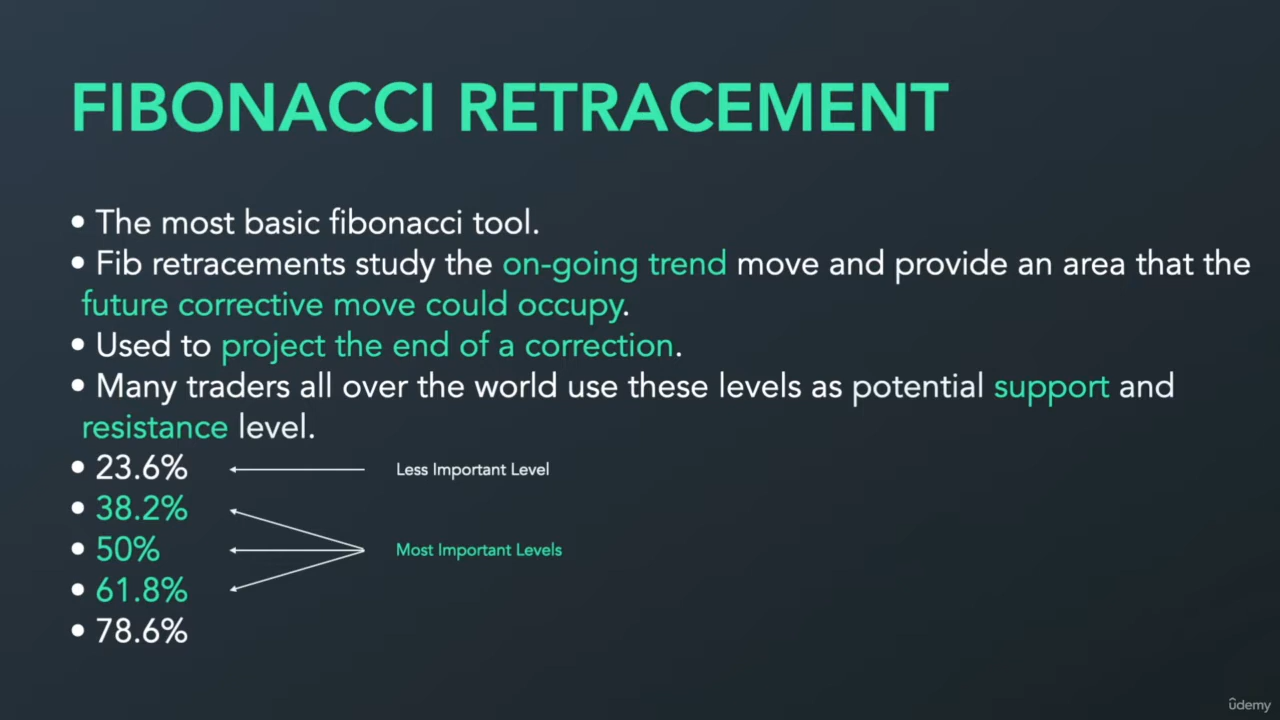 FIBONACCI RETRACEMENT
• The most basic fibonacci tool.
• Fib retracements study the on-going trend move and provide an area that the
future corrective move could occupy.
• Used to project the end of a correction.
• Many traders all over the world use these levels as potential support and
resistance level.
• 23.6% Less Important Level
• 38.2%
• 50% Most Important Levels
• 61.8%
• 78.6%
ûdemy